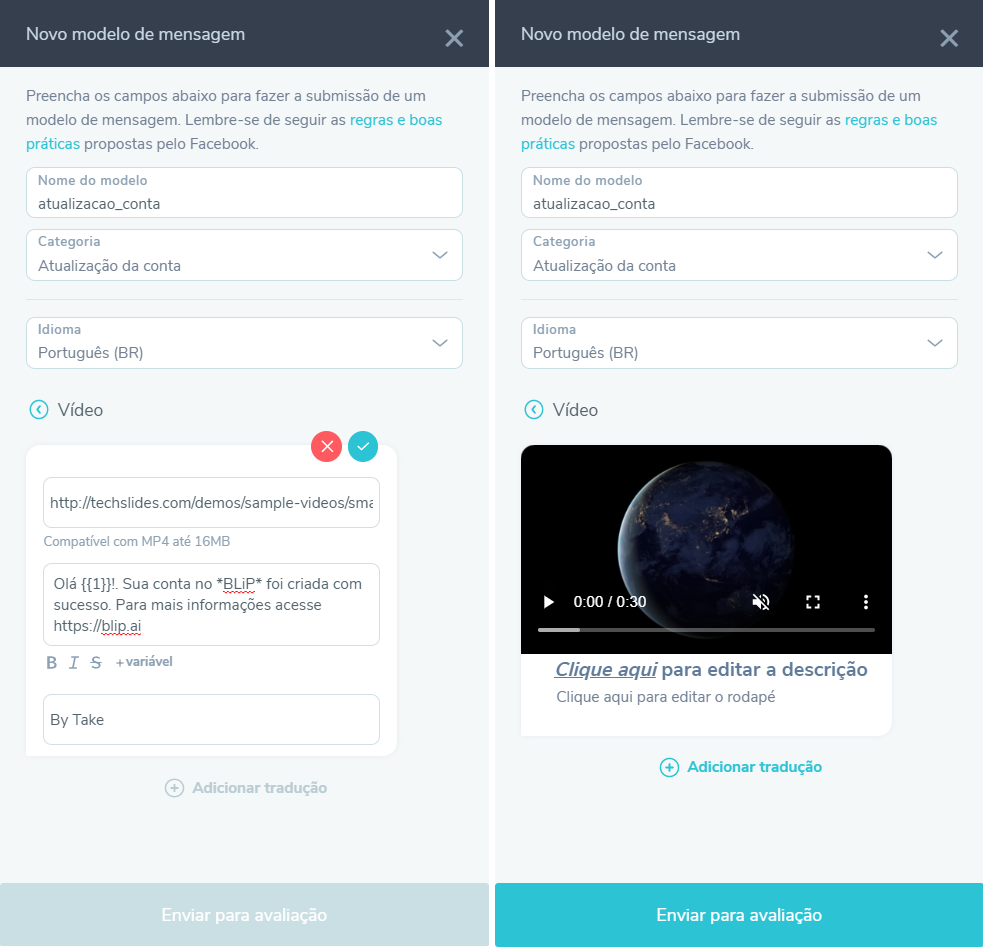 Novo modelo de mensagem
Preencha os campos abaixo para fazer a submissão de um
modelo de mensagem. Lembre-se de seguir as regras e boas
práticas propostas pelo Facebook.
Nome do modelo
atualizacao_conta
Categoria
Atualização da conta
Idioma
Português (BR)
Vídeo
http://techslides.com/demos/sample-videos/sma
Compatível com MP4 até 16MB
Olá {{1}}!. Sua conta no *BLiP* foi criada com
sucesso. Para mais informações acesse
https://blip.ai
B I S +variável
By Take
Adicionar tradução
Enviar para avaliação
Novo modelo de mensagem
Preencha os campos abaixo para fazer a submissão de um
modelo de mensagem. Lembre-se de seguir as regras e boas
práticas propostas pelo Facebook.
Nome do modelo
atualizacao_conta
Categoria
Atualização da conta
Idioma
Português (BR)
Vídeo
0:00 / 0:30
Clique aqui para editar a descrição
Clique aqui para editar o rodapé
Adicionar tradução
Enviar para avaliação